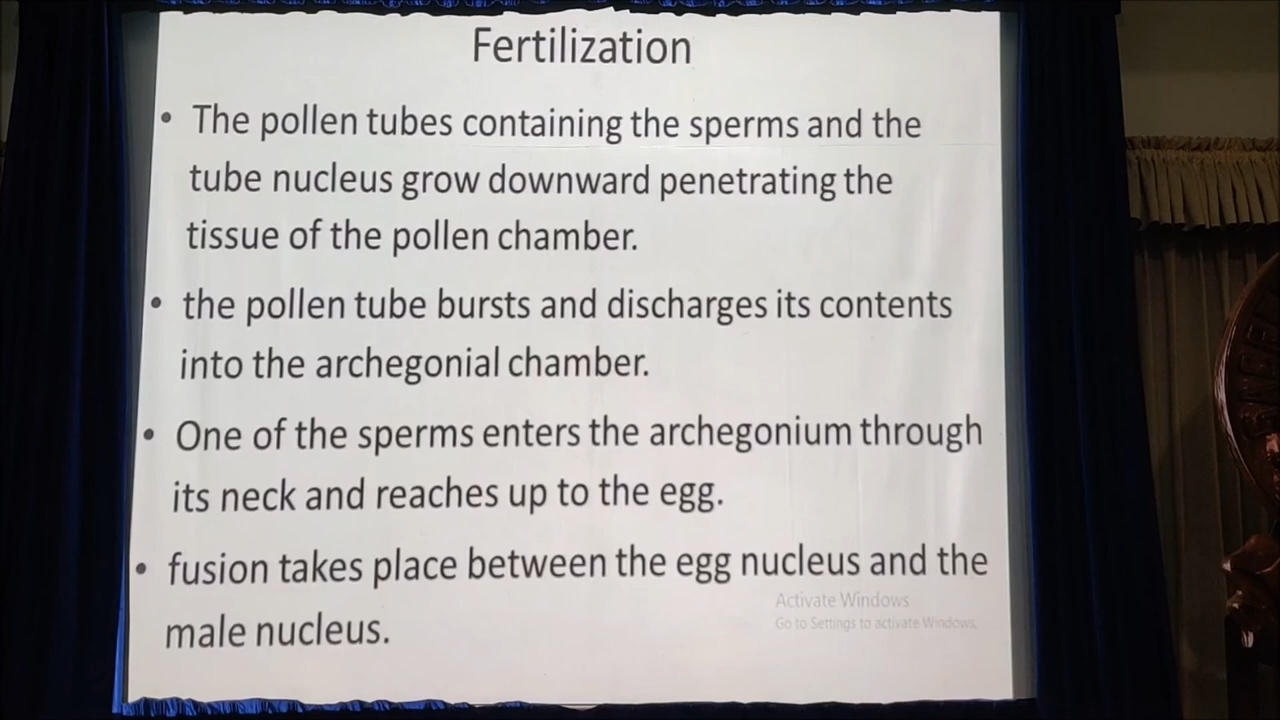 Fertilization
• The pollen tubes containing the sperms and the
tube nucleus grow downward penetrating the
tissue of the pollen chamber.
• the pollen tube bursts and discharges its contents
into the archegonial chamber.
• One of the sperms enters the archegonium through
its neck and reaches up to the egg.
• fusion takes place between the egg nucleus and the
male nucleus.
Activate Windows
Go to Settings to activate Windows.